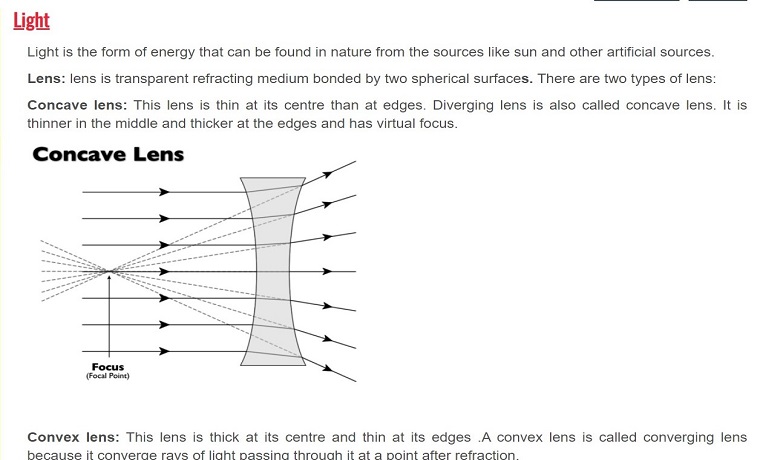 Light
Light is the form of energy that can be found in nature from the sources like sun and other artificial sources.
Lens: lens is transparent refracting medium bonded by two spherical surfaces. There are two types of lens:
Concave lens: This lens is thin at its centre than at edges. Diverging lens is also called concave lens. It is
thinner in the middle and thicker at the edges and has virtual focus.
Concave Lens
Focus
(Focal Point)
Convex lens: This lens is thick at its centre and thin at its edges .A convex lens is called converging lens
because it converge rays of light passing through it at a point after refraction.